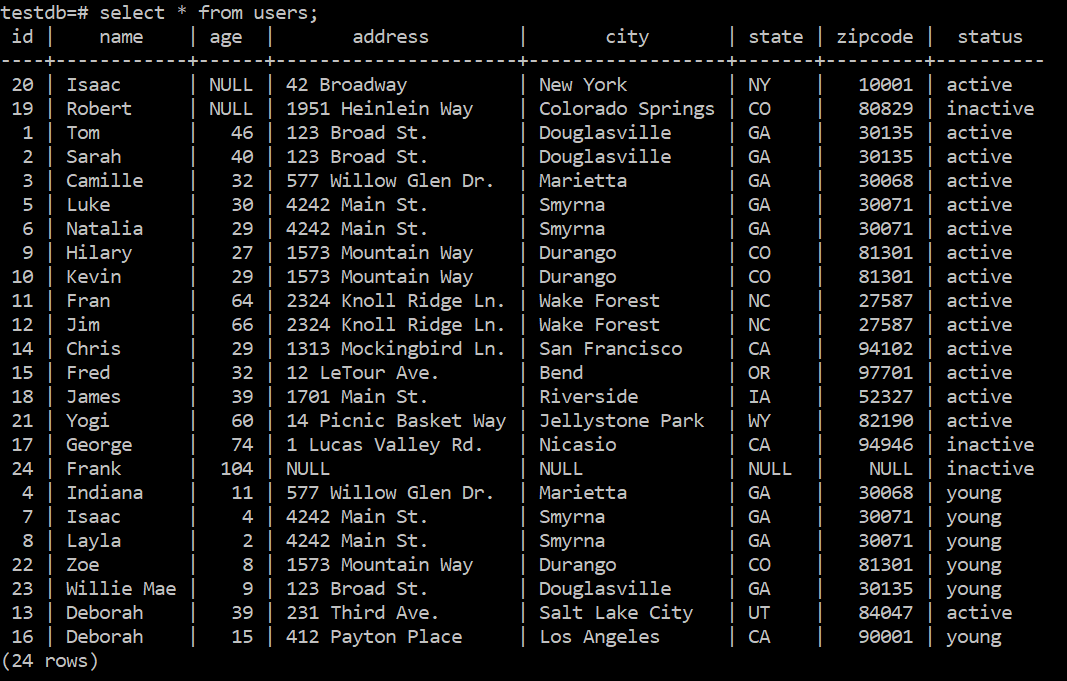 testdb=# select * from users;
 id |    name    | age  |       address        |       city       | state | zipcode |  status
----+------------+------+----------------------+------------------+-------+---------+----------
 20 | Isaac      | NULL | 42 Broadway          | New York         | NY    |   10001 | active
 19 | Robert     | NULL | 1951 Heinlein Way    | Colorado Springs | CO    |   80829 | inactive
  1 | Tom        |   46 | 123 Broad St.        | Douglasville     | GA    |   30135 | active
  2 | Sarah      |   40 | 123 Broad St.        | Douglasville     | GA    |   30135 | active
  3 | Camille    |   32 | 577 Willow Glen Dr.  | Marietta         | GA    |   30068 | active
  5 | Luke       |   30 | 4242 Main St.        | Smyrna           | GA    |   30071 | active
  6 | Natalia    |   29 | 4242 Main St.        | Smyrna           | GA    |   30071 | active
  9 | Hilary     |   27 | 1573 Mountain Way    | Durango          | CO    |   81301 | active
 10 | Kevin      |   29 | 1573 Mountain Way    | Durango          | CO    |   81301 | active
 11 | Fran       |   64 | 2324 Knoll Ridge Ln. | Wake Forest      | NC    |   27587 | active
 12 | Jim        |   66 | 2324 Knoll Ridge Ln. | Wake Forest      | NC    |   27587 | active
 14 | Chris      |   29 | 1313 Mockingbird Ln. | San Francisco    | CA    |   94102 | active
 15 | Fred       |   32 | 12 LeTour Ave.       | Bend             | OR    |   97701 | active
 18 | James      |   39 | 1701 Main St.        | Riverside        | IA    |   52327 | active
 21 | Yogi       |   60 | 14 Picnic Basket Way | Jellystone Park  | WY    |   82190 | active
 17 | George     |   74 | 1 Lucas Valley Rd.   | Nicasio          | CA    |   94946 | inactive
 24 | Frank      |  104 | NULL                 | NULL             | NULL  |    NULL | inactive
  4 | Indiana    |   11 | 577 Willow Glen Dr.  | Marietta         | GA    |   30068 | young
  7 | Isaac      |    4 | 4242 Main St.        | Smyrna           | GA    |   30071 | young
  8 | Layla      |    2 | 4242 Main St.        | Smyrna           | GA    |   30071 | young
 22 | Zoe        |    8 | 1573 Mountain Way    | Durango          | CO    |   81301 | young
 23 | Willie Mae |    9 | 123 Broad St.        | Douglasville     | GA    |   30135 | young
 13 | Deborah    |   39 | 231 Third Ave.       | Salt Lake City   | UT    |   84047 | active
 16 | Deborah    |   15 | 412 Payton Place     | Los Angeles      | CA    |   90001 | young
(24 rows)